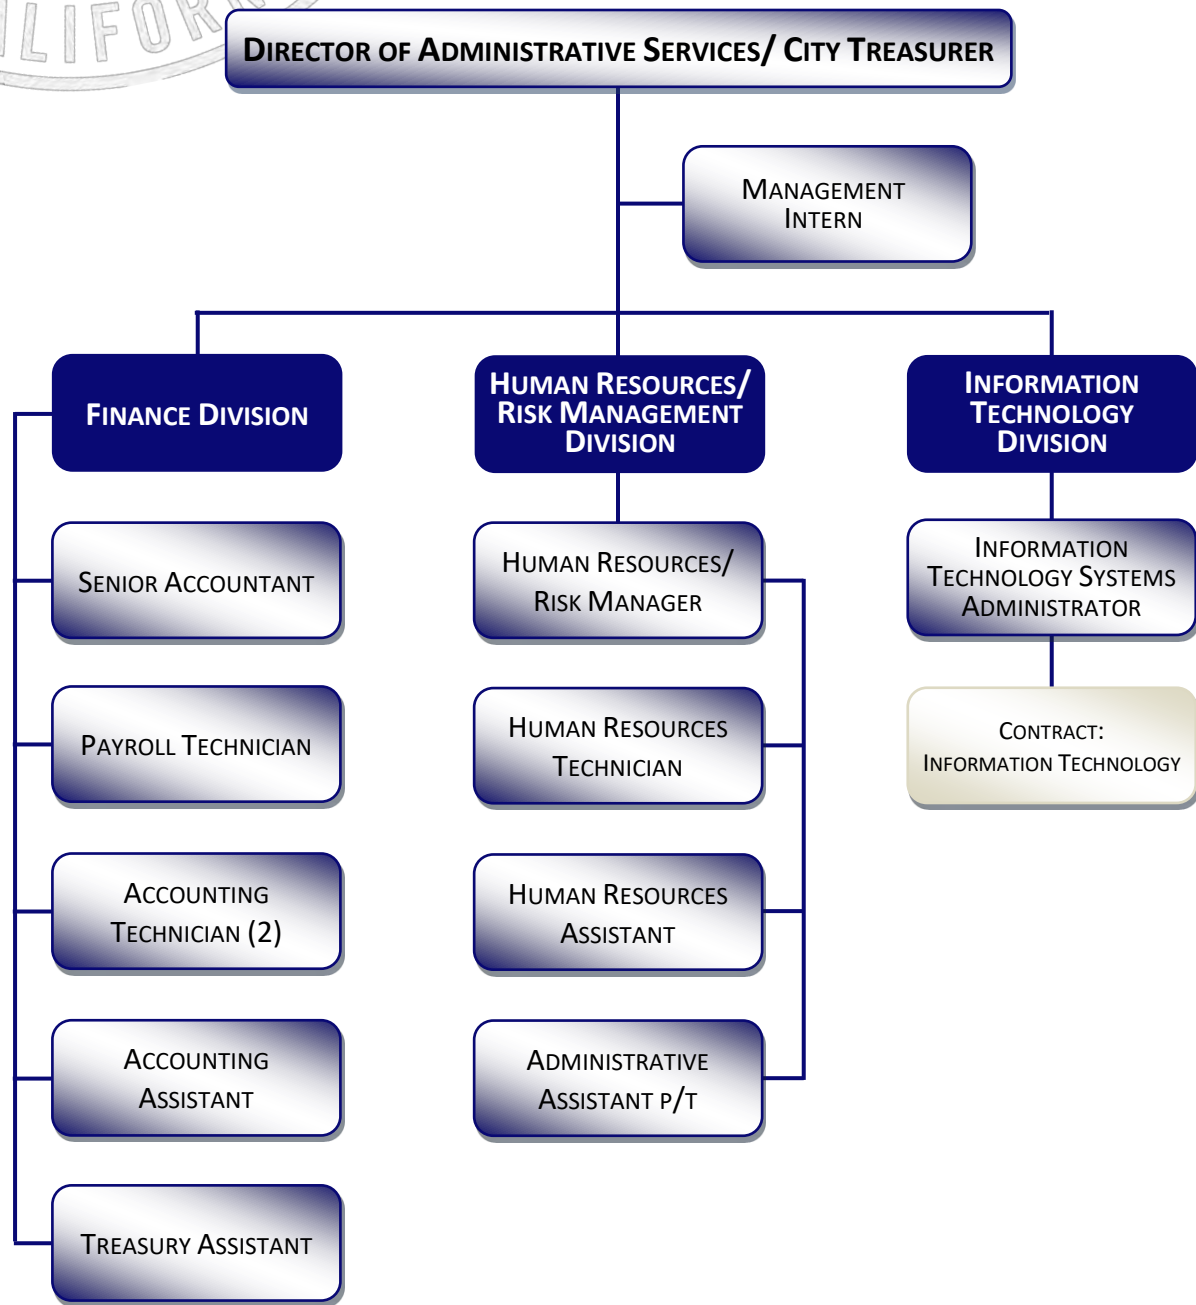 ALIFORN
DIRECTOR OF ADMINISTRATIVE SERVICES/ CITY TREASURER
MANAGEMENT
INTERN
FINANCE DIVISION
HUMAN RESOURCES/
RISK MANAGEMENT
DIVISION
INFORMATION
TECHNOLOGY
DIVISION
SENIOR ACCOUNTANT
HUMAN RESOURCES/
RISK MANAGER
INFORMATION
TECHNOLOGY SYSTEMS
ADMINISTRATOR
PAYROLL TECHNICIAN
HUMAN RESOURCES
TECHNICIAN
CONTRACT:
INFORMATION TECHNOLOGY
ACCOUNTING
TECHNICIAN (2)
HUMAN RESOURCES
ASSISTANT
ACCOUNTING
ASSISTANT
ADMINISTRATIVE
ASSISTANT P/T
TREASURY ASSISTANT